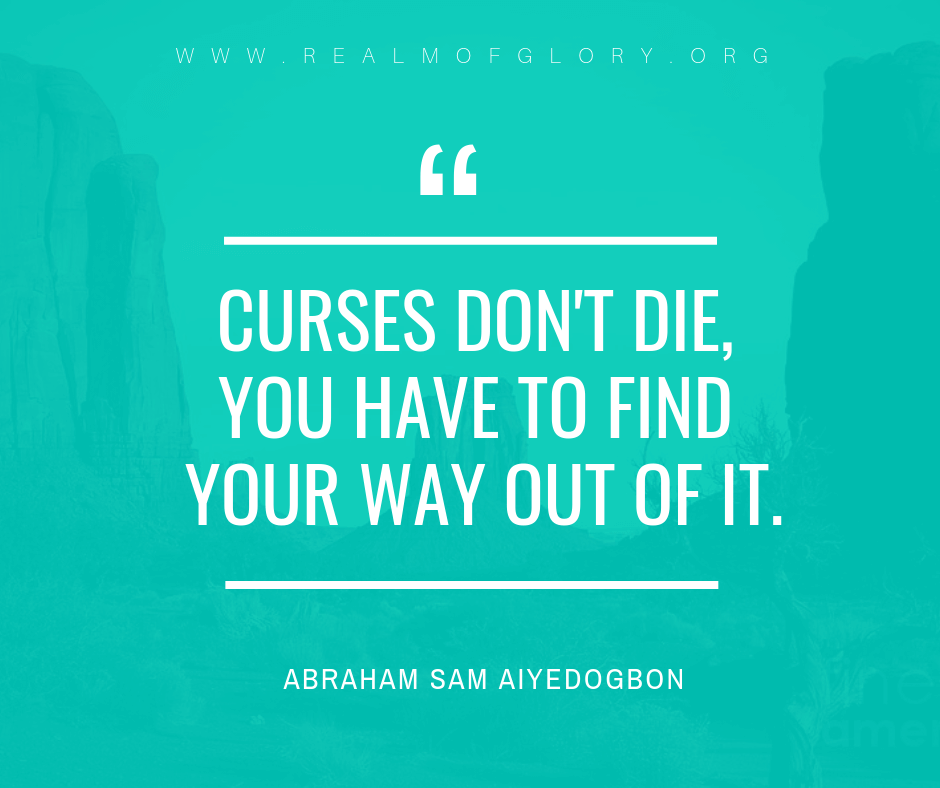 WWW.REALMOFGLORY.ORG
“
CURSES DON'T DIE,
YOU HAVE TO FIND
YOUR WAY OUT OF IT.
ABRAHAM SAM AIYEDOGBON